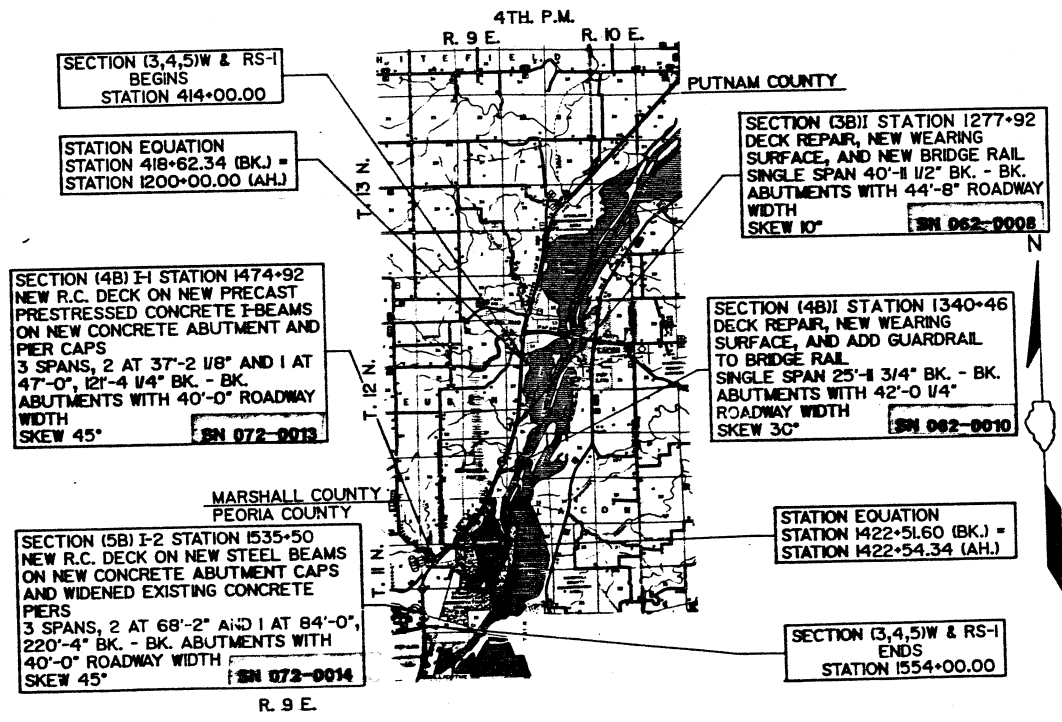 4TH. P.M.
R. 9 E.
R. 10 E.
H I T E F I E L D
PUTNAM COUNTY
SECTION (3,4,5)W & RS-1
BEGINS
STATION 414+00.00
STATION EQUATION
STATION 418+62.34 (BK.) =
STATION 1200+00.00 (AH.)
T. 13 N.
SECTION (3B)I STATION 1277+92
DECK REPAIR, NEW WEARING
SURFACE, AND NEW BRIDGE RAIL
SINGLE SPAN 40'-11 1/2" BK. - BK.
ABUTMENTS WITH 44'-8" ROADWAY
WIDTH
SKEW 10°
SN 062-0008
N
SECTION (4B) I-1 STATION 1474+92
NEW R.C. DECK ON NEW PRECAST
PRESTRESSED CONCRETE I-BEAMS
ON NEW CONCRETE ABUTMENT AND
PIER CAPS
3 SPANS, 2 AT 37'-2 1/8" AND 1 AT
47'-0", 121'-4 1/4" BK. - BK.
ABUTMENTS WITH 40'-0" ROADWAY
WIDTH
SKEW 45°
SN 072-0013
T. 12 N.
SECTION (4B)I STATION 1340+46
DECK REPAIR, NEW WEARING
SURFACE, AND ADD GUARDRAIL
TO BRIDGE RAIL
SINGLE SPAN 25'-11 3/4" BK. - BK.
ABUTMENTS WITH 42'-0 1/4"
ROADWAY WIDTH
SKEW 30°
SN 062-0010
MARSHALL COUNTY
PEORIA COUNTY
SECTION (5B) I-2 STATION 1535+50
NEW R.C. DECK ON NEW STEEL BEAMS
ON NEW CONCRETE ABUTMENT CAPS
AND WIDENED EXISTING CONCRETE
PIERS
3 SPANS, 2 AT 68'-2" AND 1 AT 84'-0",
220'-4" BK. - BK. ABUTMENTS WITH
40'-0" ROADWAY WIDTH
SKEW 45°
SN 072-0014
T. 11 N.
STATION EQUATION
STATION 1422+51.60 (BK.) =
STATION 1422+54.34 (AH.)
SECTION (3,4,5)W & RS-1
ENDS
STATION 1554+00.00
R. 9 E.